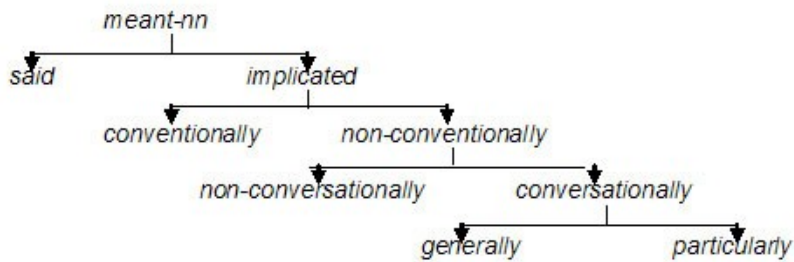 meant-nn
said implicated
conventionally non-conventionally
non-conversationally conversationally
generally particularly